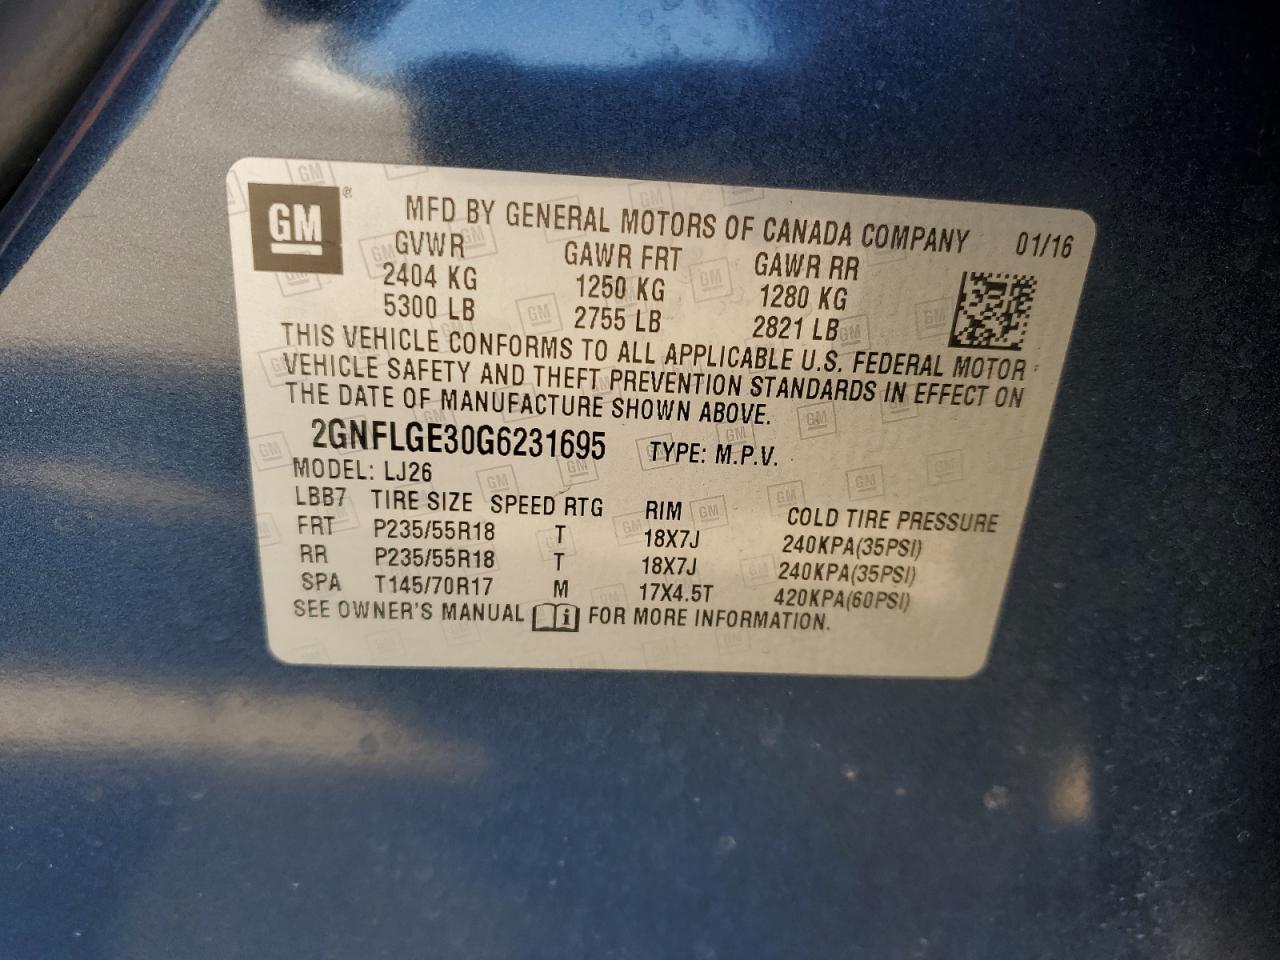 GM ®
MFD BY GENERAL MOTORS OF CANADA COMPANY 01/16
GVWR GAWR FRT GAWR RR
2404 KG 1250 KG 1280 KG
5300 LB 2755 LB 2821 LB
THIS VEHICLE CONFORMS TO ALL APPLICABLE U.S. FEDERAL MOTOR
VEHICLE SAFETY AND THEFT PREVENTION STANDARDS IN EFFECT ON
THE DATE OF MANUFACTURE SHOWN ABOVE.
2GNFLGE30G6231695 TYPE: M.P.V.
MODEL: LJ26
LBB7 TIRE SIZE SPEED RTG RIM COLD TIRE PRESSURE
FRT P235/55R18 T 18X7J 240KPA(35PSI)
RR P235/55R18 T 18X7J 240KPA(35PSI)
SPA T145/70R17 M 17X4.5T 420KPA(60PSI)
SEE OWNER'S MANUAL i FOR MORE INFORMATION.